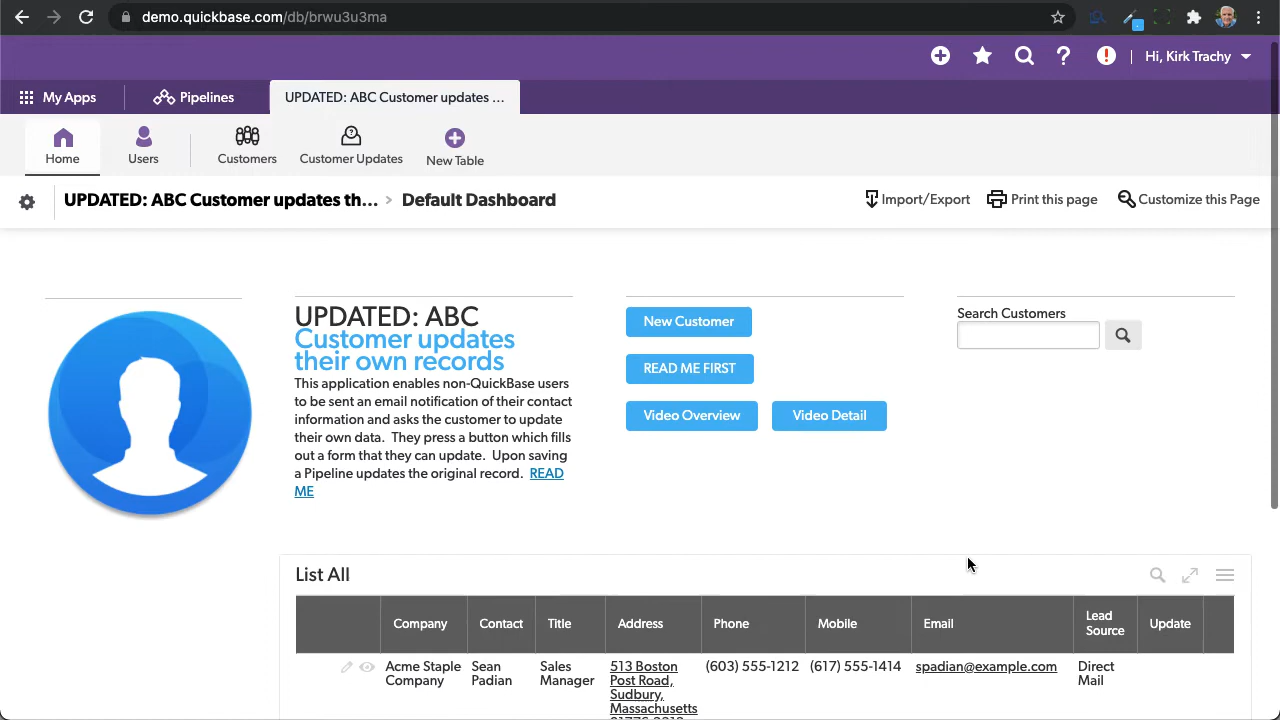 demo.quickbase.com/db/brwu3u3ma
Hi, Kirk Trachy
My Apps
Pipelines
UPDATED: ABC Customer updates ...
Home
Users
Customers
Customer Updates
New Table
UPDATED: ABC Customer updates th... > Default Dashboard
Import/Export
Print this page
Customize this Page
UPDATED: ABC
Customer updates
their own records
This application enables non-QuickBase users
to be sent an email notification of their contact
information and asks the customer to update
their own data. They press a button which fills
out a form that they can update. Upon saving
a Pipeline updates the original record. READ
ME
New Customer
READ ME FIRST
Video Overview
Video Detail
Search Customers
List All
Company
Contact
Title
Address
Phone
Mobile
Email
Lead
Source
Update
Acme Staple
Company
Sean
Padian
Sales
Manager
513 Boston
Post Road,
Sudbury,
Massachusetts
(603) 555-1212
(617) 555-1414
spadian@example.com
Direct
Mail